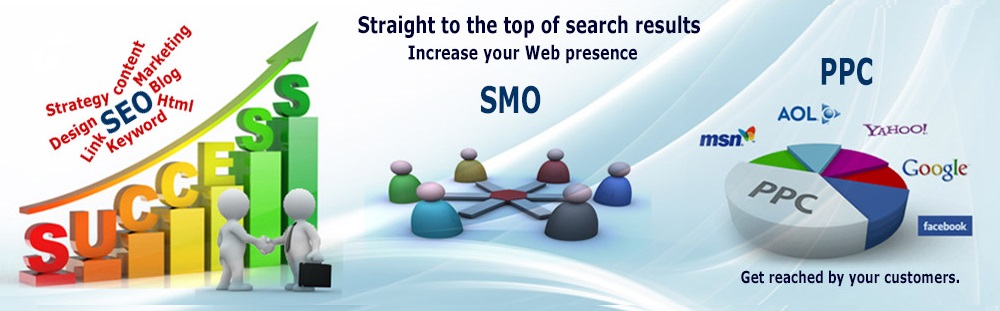 Straight to the top of search results
Increase your Web presence
Strategy content
Marketing
Blog
Design SEO Html
Link Keyword
SUCCESS
SMO
PPC
AOL
msn
YAHOO!
Google
PPC
facebook
Get reached by your customers.